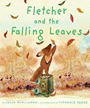 Fletcher
and the
Falling Leaves